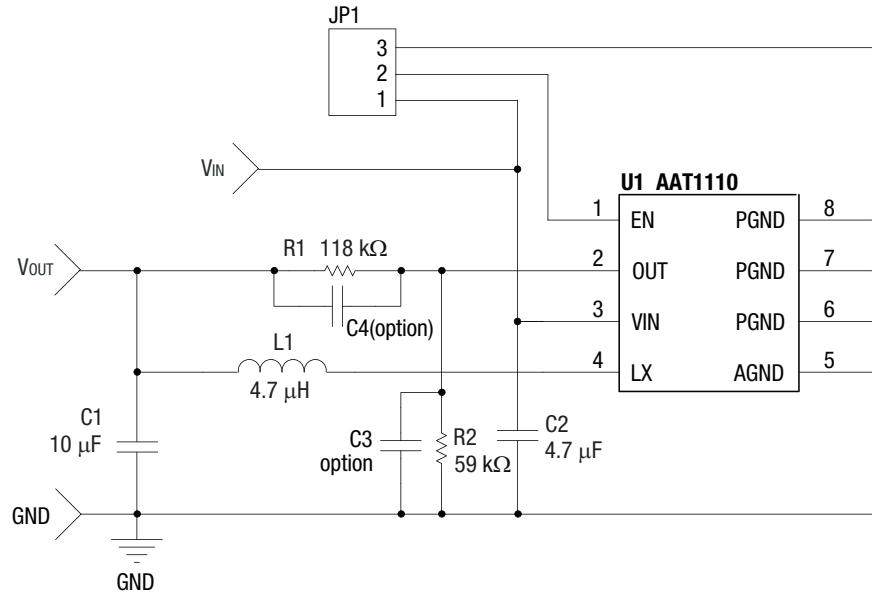 JP1
3
2
1
VIN
U1 AAT1110
1 EN PGND 8
2 OUT PGND 7
3 VIN PGND 6
4 LX AGND 5
R1 118 kΩ
VOUT
C4(option)
L1
4.7 μH
C1
10 μF
C3
option
R2
59 kΩ
C2
4.7 μF
GND
GND